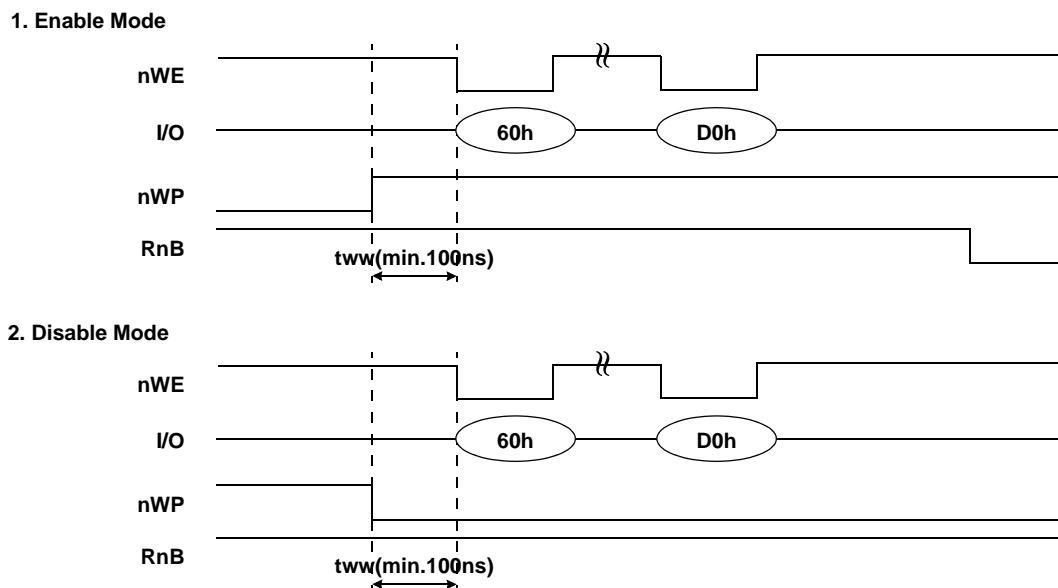 1. Enable Mode
nWE
I/O
60h
D0h
nWP
RnB
tww(min.100ns)
2. Disable Mode
nWE
I/O
60h
D0h
nWP
RnB
tww(min.100ns)